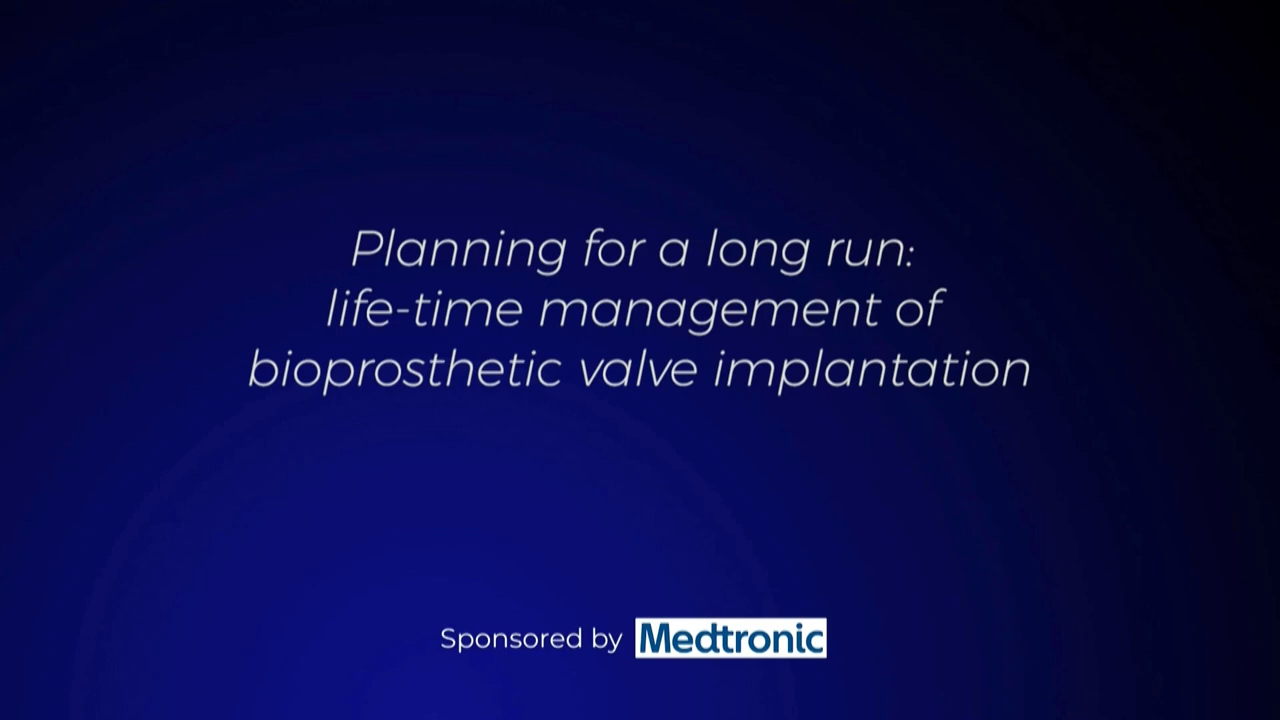 Planning for a long run:
life-time management of
bioprosthetic valve implantation
Sponsored by Medtronic